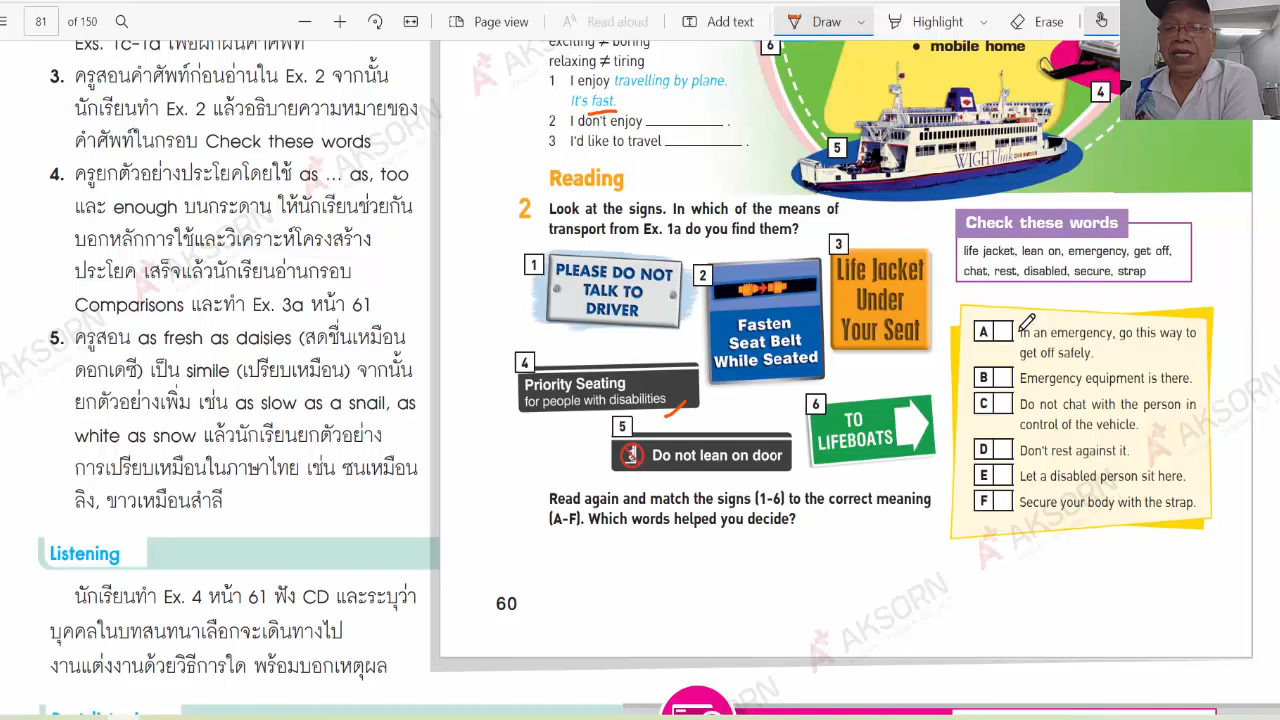 81 of 150
Page view
Read aloud
Add text
Draw
Highlight
Erase
3. ครูสอนคำศัพท์ก่อนอ่านใน Ex. 2 จากนั้น
นักเรียนทำ Ex. 2 แล้วอธิบายความหมายของ
คำศัพท์ในกรอบ Check these words
4. ครูยกตัวอย่างประโยคโดยใช้ as ... as, too
และ enough บนกระดาน ให้นักเรียนช่วยกัน
บอกหลักการใช้และวิเคราะห์โครงสร้าง
ประโยค เสร็จแล้วนักเรียนอ่านกรอบ
Comparisons และทำ Ex. 3a หน้า 61
5. ครูสอน as fresh as daisies (สดชื่นเหมือน
ดอกเดซี) เป็น simile (เปรียบเหมือน) จากนั้น
ยกตัวอย่างเพิ่ม เช่น as slow as a snail, as
white as snow แล้วนักเรียนยกตัวอย่าง
การเปรียบเหมือนในภาษาไทย เช่น ซนเหมือน
ลิง, ขาวเหมือนสำลี
Listening
นักเรียนทำ Ex. 4 หน้า 61 ฟัง CD และระบุว่า
บุคคลในบทสนทนาเลือกจะเดินทางไป
งานแต่งงานด้วยวิธีการใด พร้อมบอกเหตุผล
exciting ≠ boring
relaxing ≠ tiring
1 I enjoy travelling by plane.
It's fast.
2 I don't enjoy ____________ .
3 I'd like to travel ____________ .
6
• mobile home
4
5
WIGHTlink
Reading
2 Look at the signs. In which of the means of
transport from Ex. 1a do you find them?
1
PLEASE DO NOT
TALK TO
DRIVER
2
Fasten
Seat Belt
While Seated
3
Life Jacket
Under
Your Seat
4
Priority Seating
for people with disabilities
5
Do not lean on door
6
TO
LIFEBOATS
Read again and match the signs (1-6) to the correct meaning
(A-F). Which words helped you decide?
Check these words
life jacket, lean on, emergency, get off,
chat, rest, disabled, secure, strap
A In an emergency, go this way to
get off safely.
B Emergency equipment is there.
C Do not chat with the person in
control of the vehicle.
D Don't rest against it.
E Let a disabled person sit here.
F Secure your body with the strap.
60
AKSORN
AKSORN
AKSORN
AKSORN
AKSORN